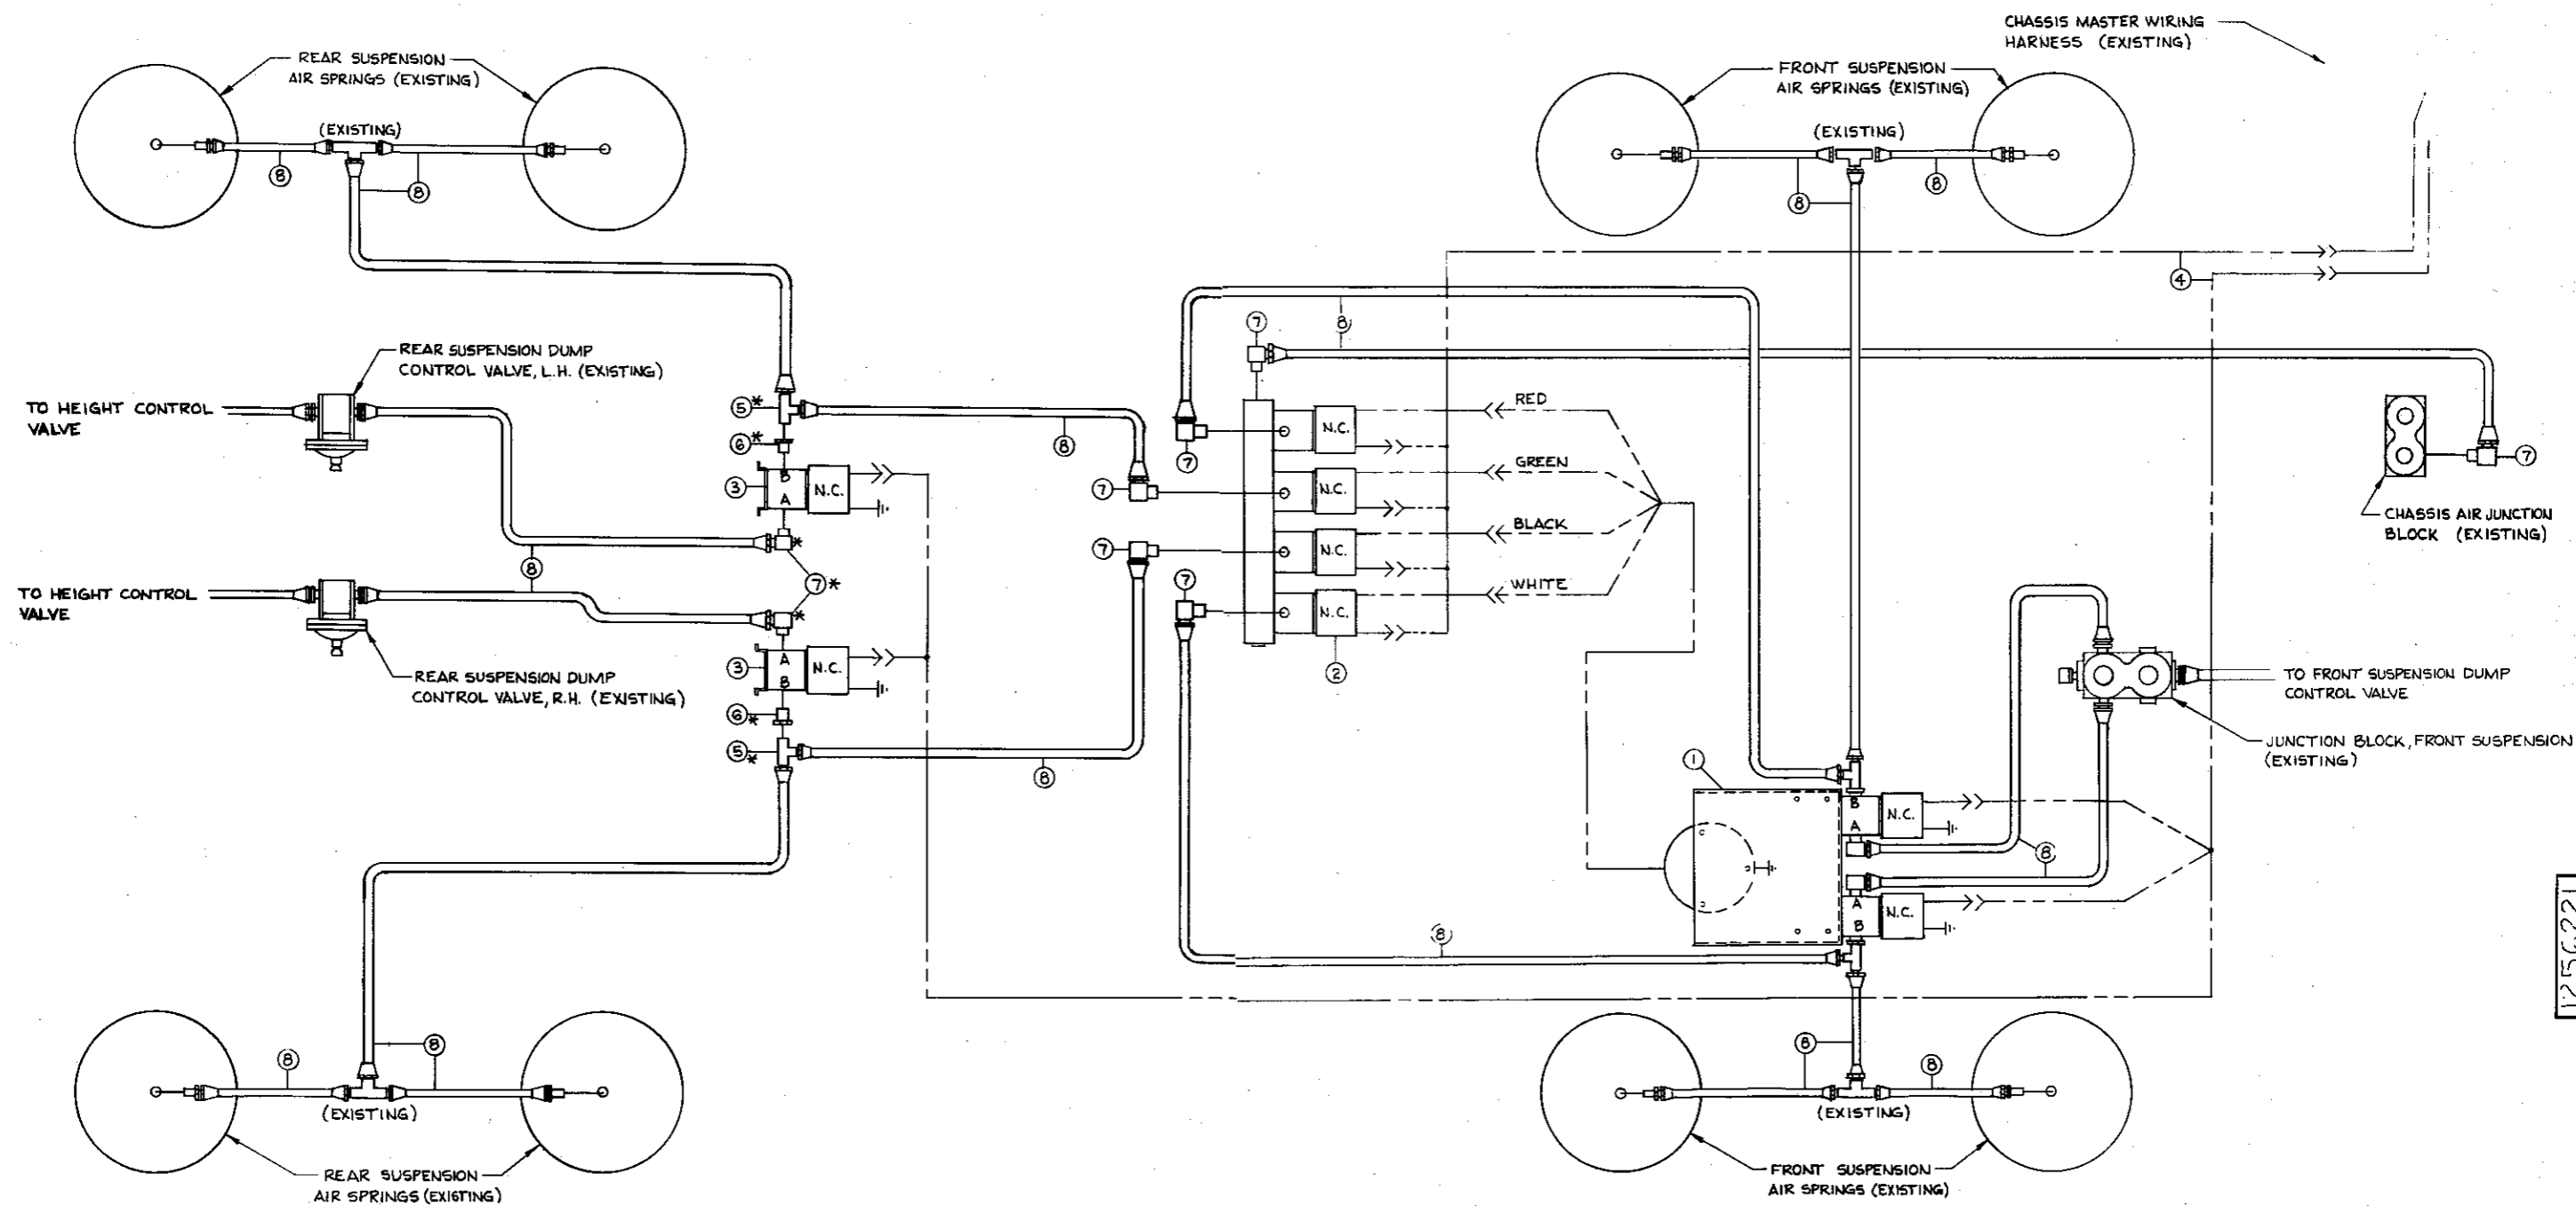 CHASSIS MASTER WIRING
HARNESS (EXISTING)
REAR SUSPENSION
AIR SPRINGS (EXISTING)
FRONT SUSPENSION
AIR SPRINGS (EXISTING)
(EXISTING)
8
8
8
(EXISTING)
8
8
4
REAR SUSPENSION DUMP
CONTROL VALVE, L.H. (EXISTING)
TO HEIGHT CONTROL
VALVE
5*
6*
3
B
A
N.C.
*
8
8
7
8
7
7
N.C.
RED
N.C.
GREEN
N.C.
BLACK
N.C.
WHITE
2
7
CHASSIS AIR JUNCTION
BLOCK (EXISTING)
7
7
7*
*
TO HEIGHT CONTROL
VALVE
REAR SUSPENSION DUMP
CONTROL VALVE, R.H. (EXISTING)
3
A
B
N.C.
6*
5*
8
TO FRONT SUSPENSION DUMP
CONTROL VALVE
JUNCTION BLOCK, FRONT SUSPENSION
(EXISTING)
1
B
A
N.C.
8
A
B
N.C.
8
1256221
8
8
(EXISTING)
8
8
(EXISTING)
REAR SUSPENSION
AIR SPRINGS (EXISTING)
FRONT SUSPENSION
AIR SPRINGS (EXISTING)